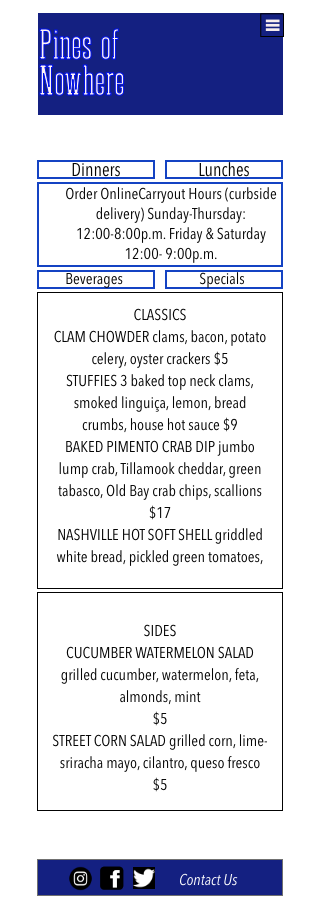 Pines of
Nowhere
Dinners
Lunches
Order OnlineCarryout Hours (curbside
delivery) Sunday-Thursday:
12:00-8:00p.m. Friday & Saturday
12:00- 9:00p.m.
Beverages
Specials
CLASSICS
CLAM CHOWDER clams, bacon, potato
celery, oyster crackers $5
STUFFIES 3 baked top neck clams,
smoked linguiça, lemon, bread
crumbs, house hot sauce $9
BAKED PIMENTO CRAB DIP jumbo
lump crab, Tillamook cheddar, green
tabasco, Old Bay crab chips, scallions
$17
NASHVILLE HOT SOFT SHELL griddled
white bread, pickled green tomatoes,
SIDES
CUCUMBER WATERMELON SALAD
grilled cucumber, watermelon, feta,
almonds, mint
$5
STREET CORN SALAD grilled corn, lime-
sriracha mayo, cilantro, queso fresco
$5
Contact Us